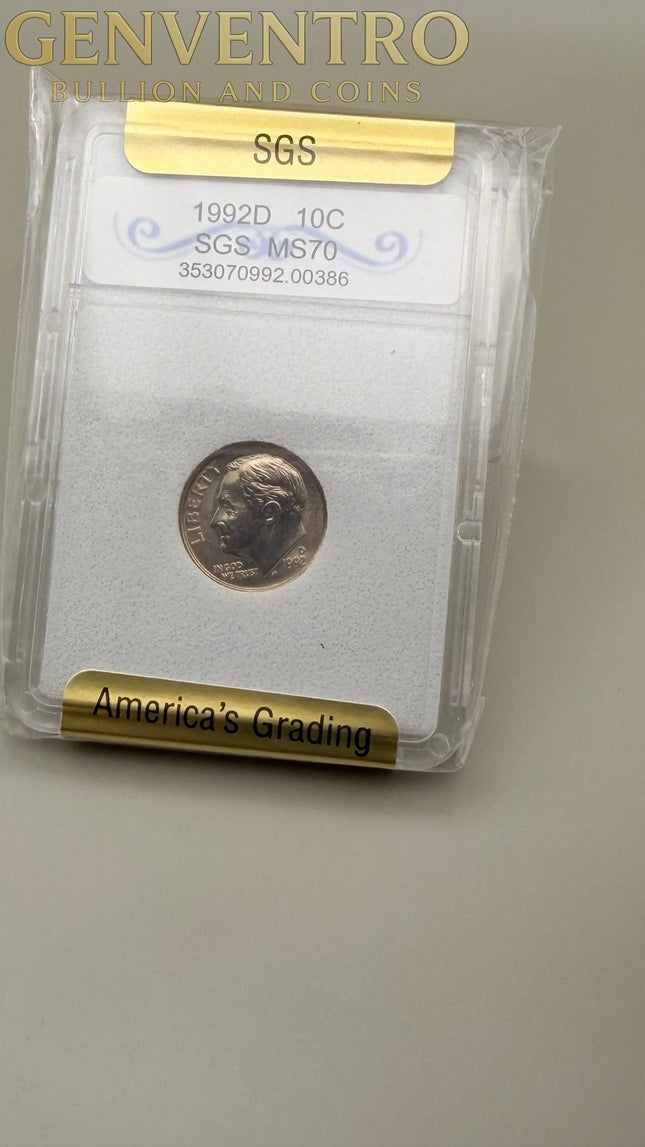 GENVENTRO
BULLION AND COINS
SGS
1992D 10C
SGS MS70
353070992.00386
LIBERTY
IN GOD
WE TRUST
D
1992
America's Grading